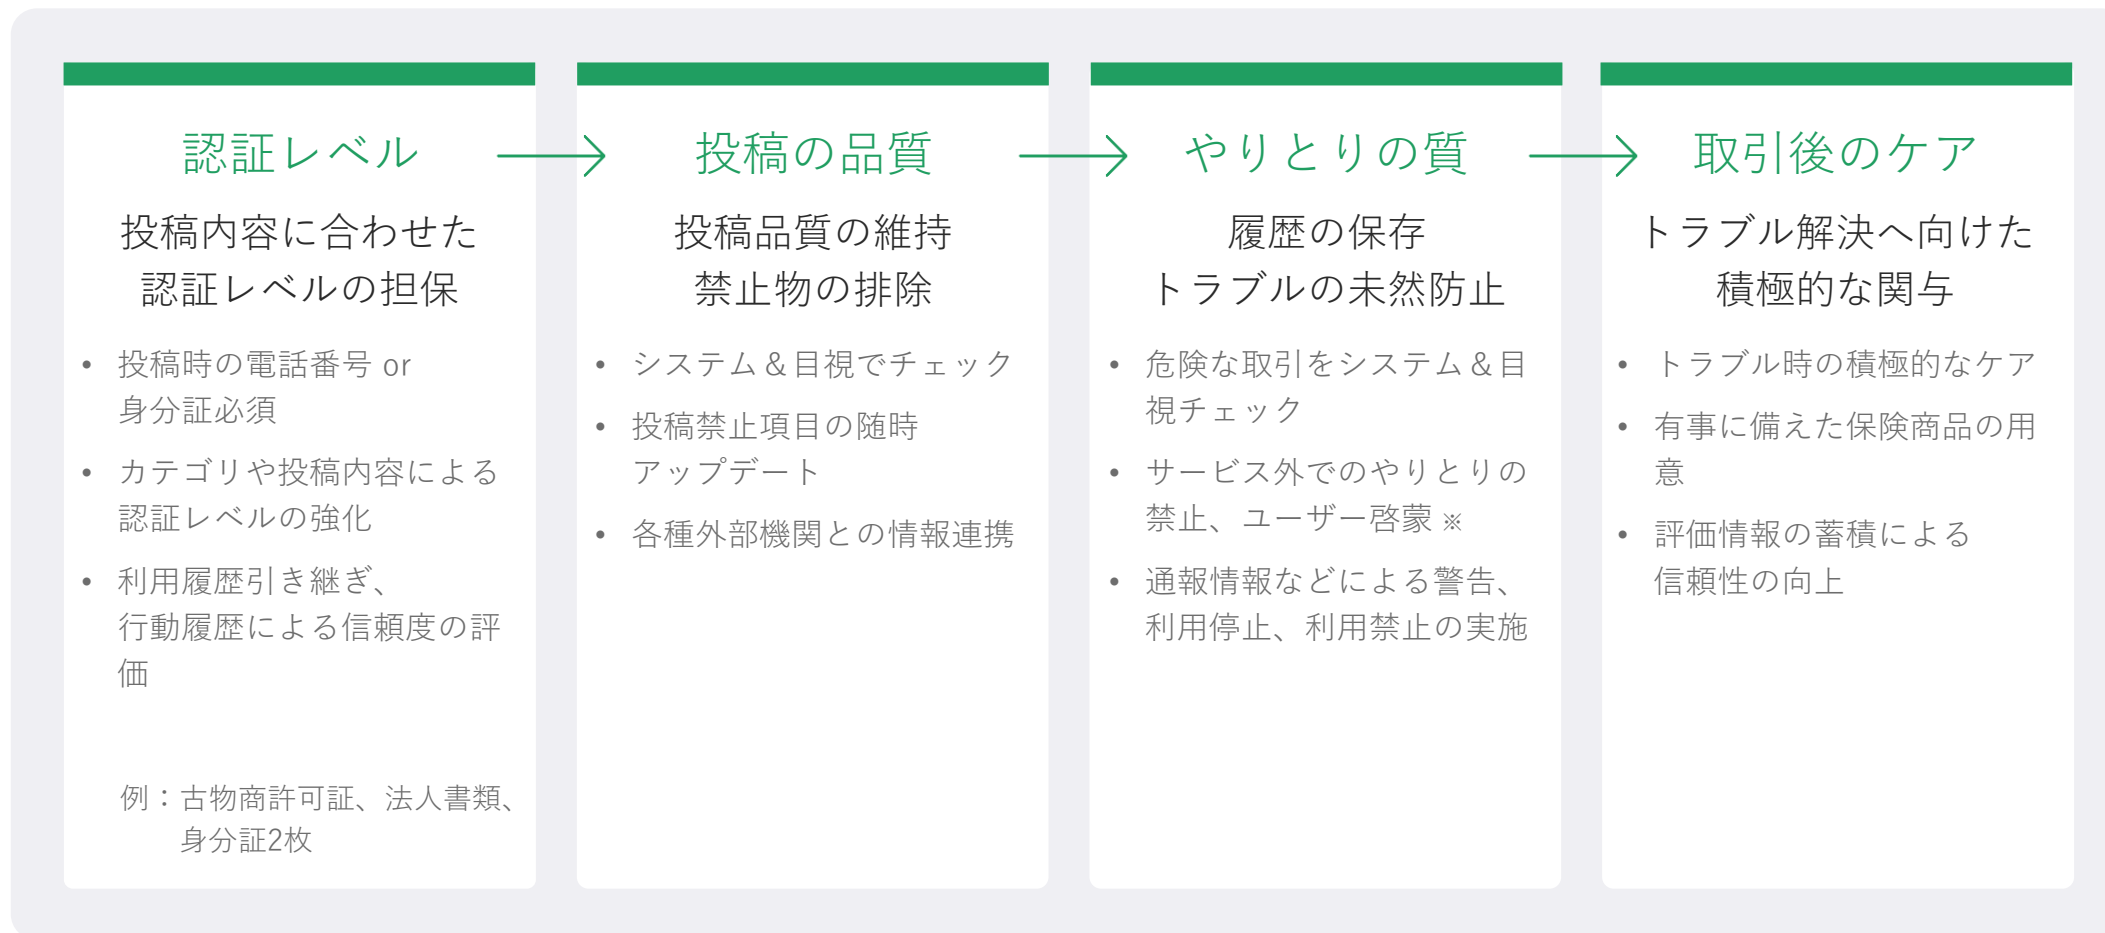 認証レベル
投稿内容に合わせた
認証レベルの担保
• 投稿時の電話番号 or
身分証必須
• カテゴリや投稿内容による
認証レベルの強化
• 利用履歴引き継ぎ、
行動履歴による信頼度の評
価
例：古物商許可証、法人書類、
身分証2枚
投稿の品質
投稿品質の維持
禁止物の排除
• システム＆目視でチェック
• 投稿禁止項目の随時
アップデート
• 各種外部機関との情報連携
やりとりの質
履歴の保存
トラブルの未然防止
• 危険な取引をシステム＆目
視チェック
• サービス外でのやりとりの
禁止、ユーザー啓蒙 ※
• 通報情報などによる警告、
利用停止、利用禁止の実施
取引後のケア
トラブル解決へ向けた
積極的な関与
• トラブル時の積極的なケア
• 有事に備えた保険商品の用
意
• 評価情報の蓄積による
信頼性の向上